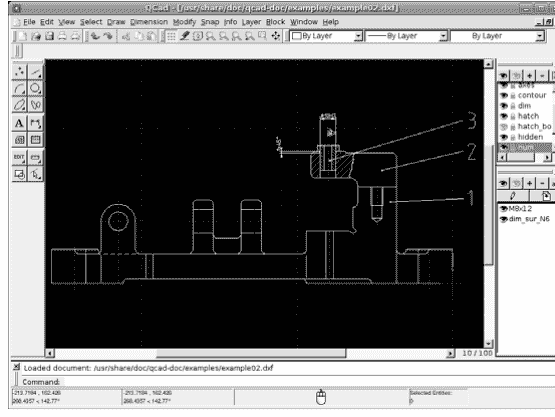 QCad - [/usr/share/doc/qcad-doc/examples/example02.dxf]
File Edit View Select Draw Dimension Modify Snap Info Layer Block Window Help
By Layer By Layer By Layer
axes
contour
dim
hatch
hatch_bo
hidden
num
3
2
1
A
EDIT
M8x12
dim_sur_N6
10 / 100
Loaded document: /usr/share/doc/qcad-doc/examples/example02.dxf
Command:
Selected Entities:
0